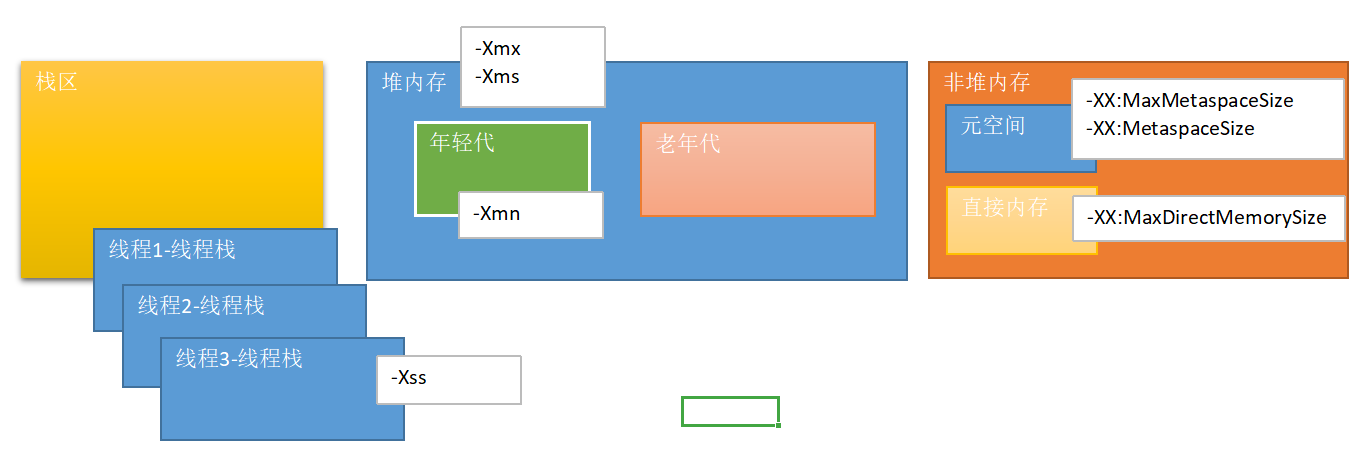 栈区
线程1-线程栈
线程2-线程栈
线程3-线程栈
-Xss
堆内存
-Xmx
-Xms
年轻代
-Xmn
老年代
非堆内存
元空间
-XX:MaxMetaspaceSize
-XX:MetaspaceSize
直接内存
-XX:MaxDirectMemorySize